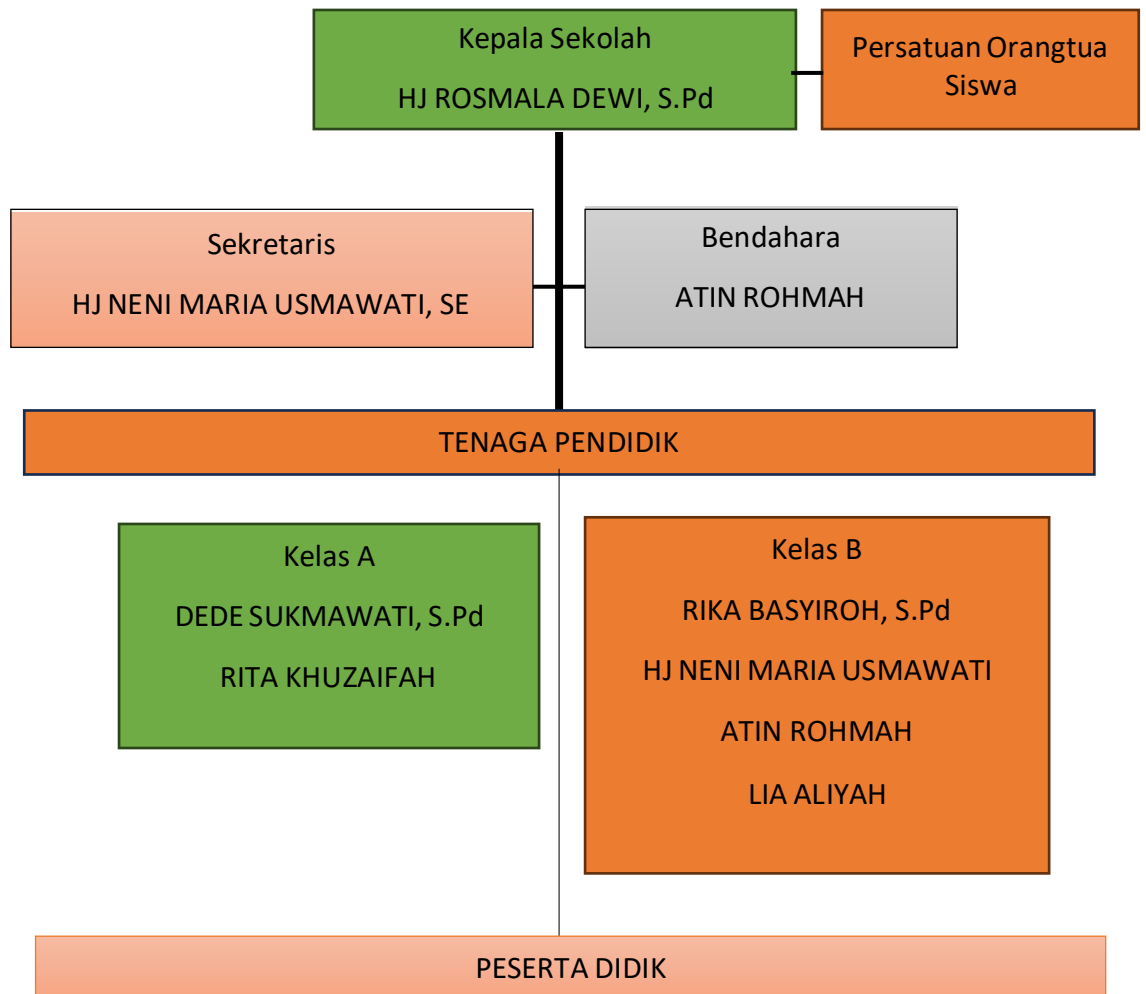 Kepala Sekolah
HJ ROSMALA DEWI, S.Pd
Persatuan Orangtua
Siswa
Sekretaris
HJ NENI MARIA USMAWATI, SE
Bendahara
ATIN ROHMAH
TENAGA PENDIDIK
Kelas A
DEDE SUKMAWATI, S.Pd
RITA KHUZAIFAH
Kelas B
RIKA BASYIROH, S.Pd
HJ NENI MARIA USMAWATI
ATIN ROHMAH
LIA ALIYAH
PESERTA DIDIK